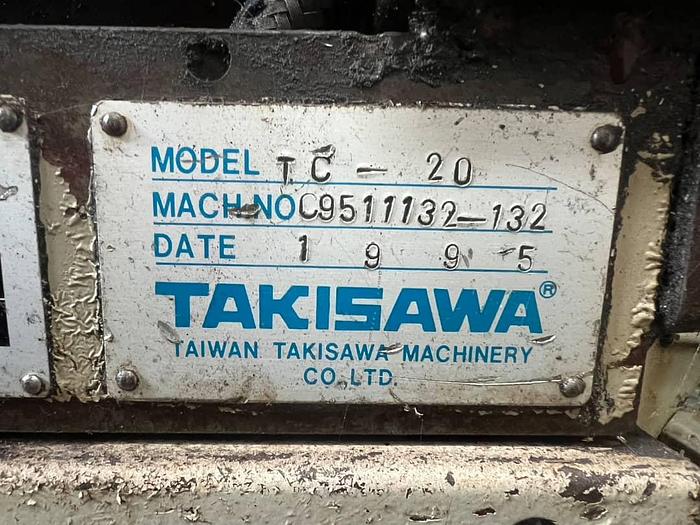 MODEL TC - 20
MACH NO C9511132-132
DATE 1995
TAKISAWA®
TAIWAN TAKISAWA MACHINERY
CO.LTD.